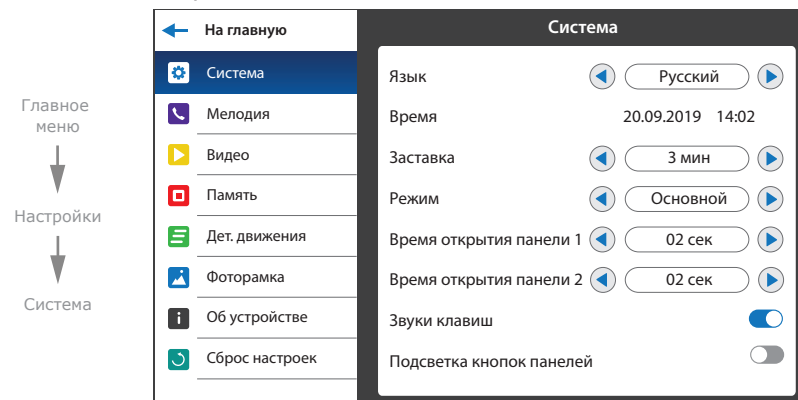 Главное
меню
Настройки
Система
На главную
Система
Мелодия
Видео
Память
Дет. движения
Фоторамка
Об устройстве
Сброс настроек
Система
Язык Русский
Время 20.09.2019 14:02
Заставка 3 мин
Режим Основной
Время открытия панели 1 02 сек
Время открытия панели 2 02 сек
Звуки клавиш
Подсветка кнопок панелей